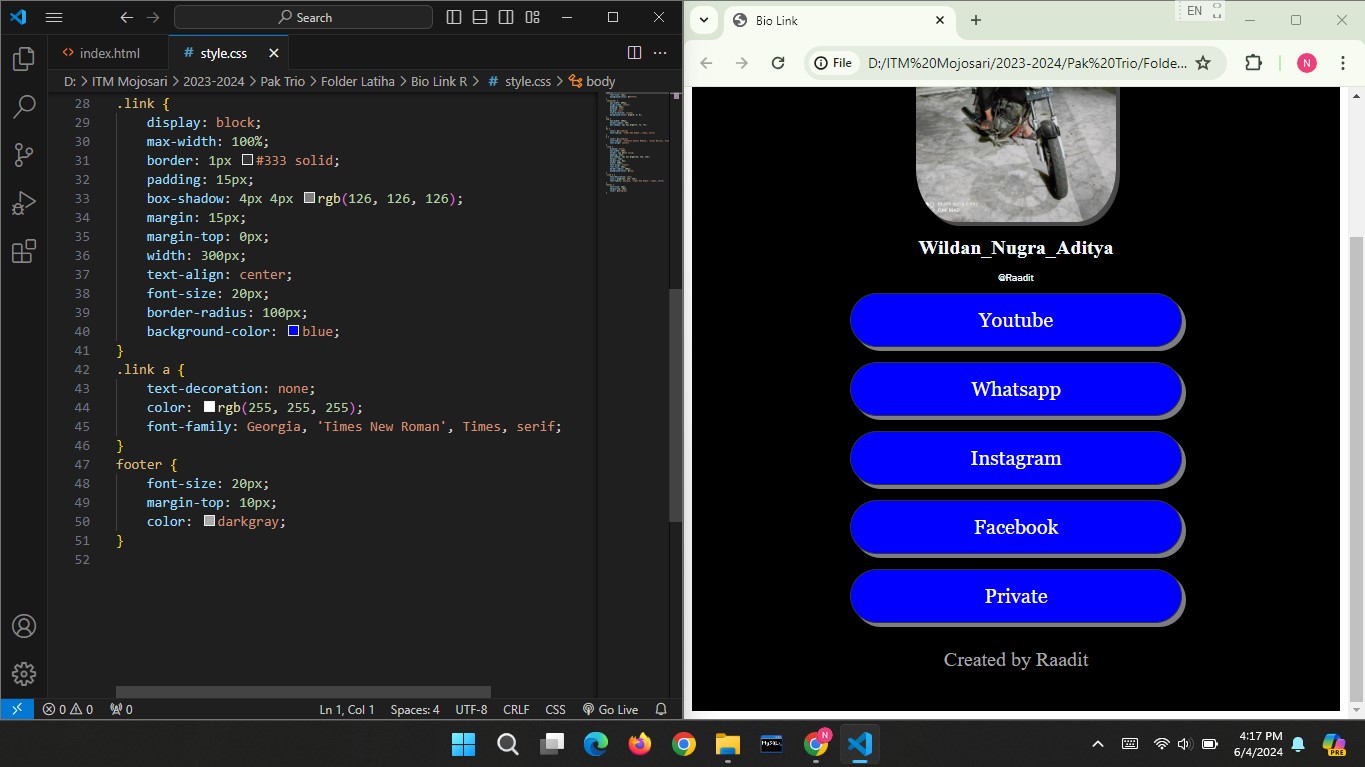 Search
index.html
style.css
D: > ITM Mojosari > 2023-2024 > Pak Trio > Folder Latiha > Bio Link R > # style.css > body
28 .link {
29 display: block;
30 max-width: 100%;
31 border: 1px #333 solid;
32 padding: 15px;
33 box-shadow: 4px 4px rgb(126, 126, 126);
34 margin: 15px;
35 margin-top: 0px;
36 width: 300px;
37 text-align: center;
38 font-size: 20px;
39 border-radius: 100px;
40 background-color: blue;
41 }
42 .link a {
43 text-decoration: none;
44 color: rgb(255, 255, 255);
45 font-family: Georgia, 'Times New Roman', Times, serif;
46 }
47 footer {
48 font-size: 20px;
49 margin-top: 10px;
50 color: darkgray;
51 }
52
0 0 0 Ln 1, Col 1 Spaces: 4 UTF-8 CRLF CSS Go Live
Bio Link
EN
File D:/ITM%20Mojosari/2023-2024/Pak%20Trio/Folde...
N
Wildan_Nugra_Aditya
@Raadit
Youtube
Whatsapp
Instagram
Facebook
Private
Created by Raadit
MySQL
N
4:17 PM
6/4/2024
PRE